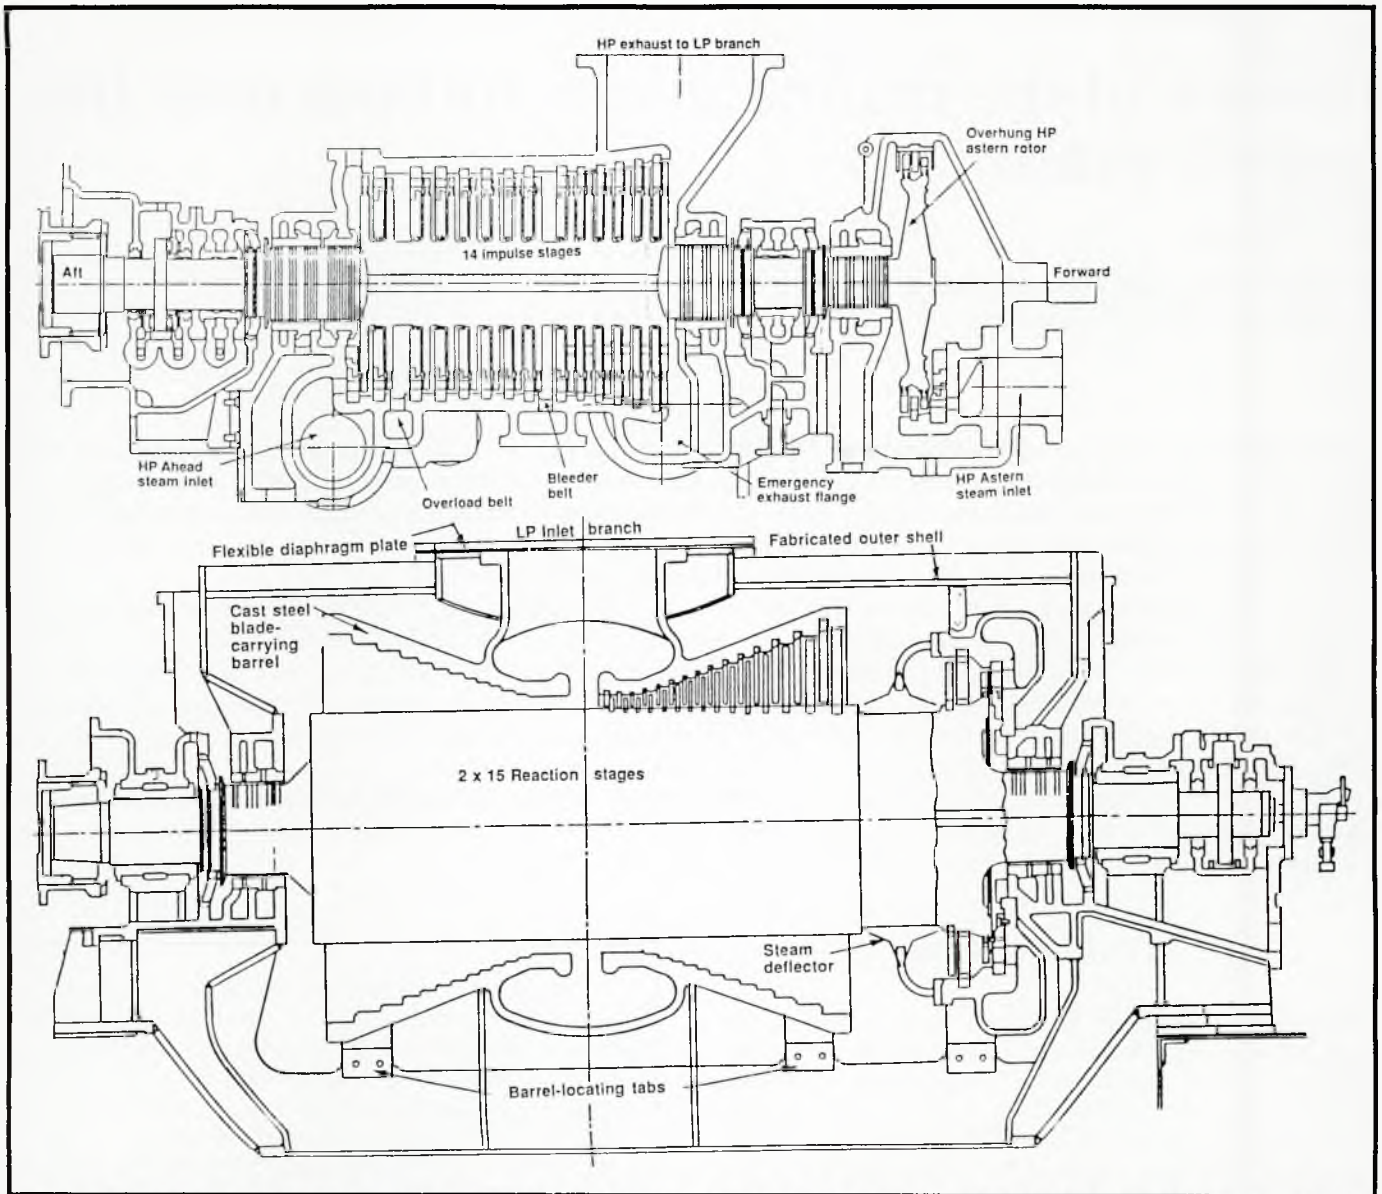 HP exhaust to LP branch
Overhung HP
astern rotor
Aft
14 impulse stages
Forward
HP Ahead
steam inlet
Overload belt
Bleeder
belt
Emergency
exhaust flange
HP Astern
steam inlet
LP Inlet branch
Flexible diaphragm plate
Fabricated outer shell
Cast steel
blade-
carrying
barrel
2 x 15 Reaction stages
Steam
deflector
Barrel-locating tabs